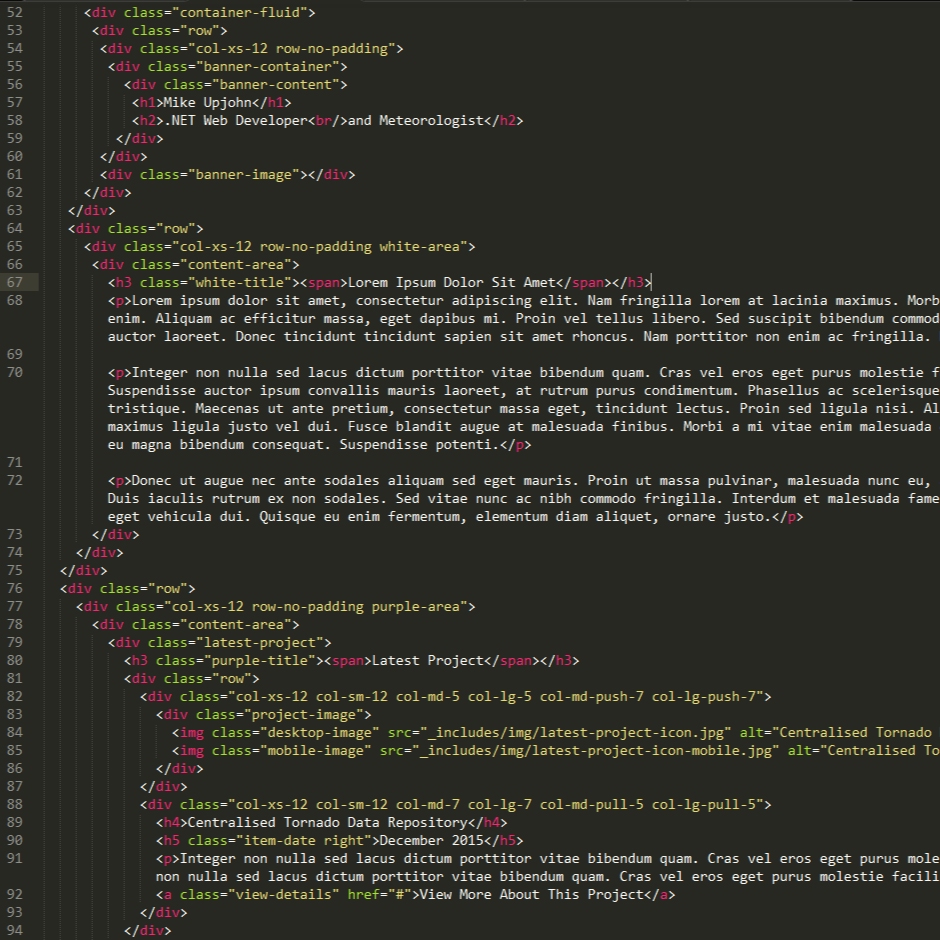 52 <div class="container-fluid">
53 <div class="row">
54 <div class="col-xs-12 row-no-padding">
55 <div class="banner-container">
56 <div class="banner-content">
57 <h1>Mike Upjohn</h1>
58 <h2>.NET Web Developer<br/>and Meteorologist</h2>
59 </div>
60 </div>
61 <div class="banner-image"></div>
62 </div>
63 </div>
64 <div class="row">
65 <div class="col-xs-12 row-no-padding white-area">
66 <div class="content-area">
67 <h3 class="white-title"><span>Lorem Ipsum Dolor Sit Amet</span></h3>
68 <p>Lorem ipsum dolor sit amet, consectetur adipiscing elit. Nam fringilla lorem at lacinia maximus. Morb
enim. Aliquam ac efficitur massa, eget dapibus mi. Proin vel tellus libero. Sed suscipit bibendum commod
auctor laoreet. Donec tincidunt tincidunt sapien sit amet rhoncus. Nam porttitor non enim ac fringilla.
69
70 <p>Integer non nulla sed lacus dictum porttitor vitae bibendum quam. Cras vel eros eget purus molestie f
Suspendisse auctor ipsum convallis mauris laoreet, at rutrum purus condimentum. Phasellus ac scelerisque
tristique. Maecenas ut ante pretium, consectetur massa eget, tincidunt lectus. Proin sed ligula nisi. Al
maximus ligula justo vel dui. Fusce blandit augue at malesuada finibus. Morbi a mi vitae enim malesuada
eu magna bibendum consequat. Suspendisse potenti.</p>
71
72 <p>Donec ut augue nec ante sodales aliquam sed eget mauris. Proin ut massa pulvinar, malesuada nunc eu,
Duis iaculis rutrum ex non sodales. Sed vitae nunc ac nibh commodo fringilla. Interdum et malesuada fame
eget vehicula dui. Quisque eu enim fermentum, elementum diam aliquet, ornare justo.</p>
73 </div>
74 </div>
75 </div>
76 <div class="row">
77 <div class="col-xs-12 row-no-padding purple-area">
78 <div class="content-area">
79 <div class="latest-project">
80 <h3 class="purple-title"><span>Latest Project</span></h3>
81 <div class="row">
82 <div class="col-xs-12 col-sm-12 col-md-5 col-lg-5 col-md-push-7 col-lg-push-7">
83 <div class="project-image">
84 <img class="desktop-image" src="_includes/img/latest-project-icon.jpg" alt="Centralised Tornado
85 <img class="mobile-image" src="_includes/img/latest-project-icon-mobile.jpg" alt="Centralised To
86 </div>
87 </div>
88 <div class="col-xs-12 col-sm-12 col-md-7 col-lg-7 col-md-pull-5 col-lg-pull-5">
89 <h4>Centralised Tornado Data Repository</h4>
90 <h5 class="item-date right">December 2015</h5>
91 <p>Integer non nulla sed lacus dictum porttitor vitae bibendum quam. Cras vel eros eget purus mole
non nulla sed lacus dictum porttitor vitae bibendum quam. Cras vel eros eget purus molestie facili
92 <a class="view-details" href="#">View More About This Project</a>
93 </div>
94 </div>